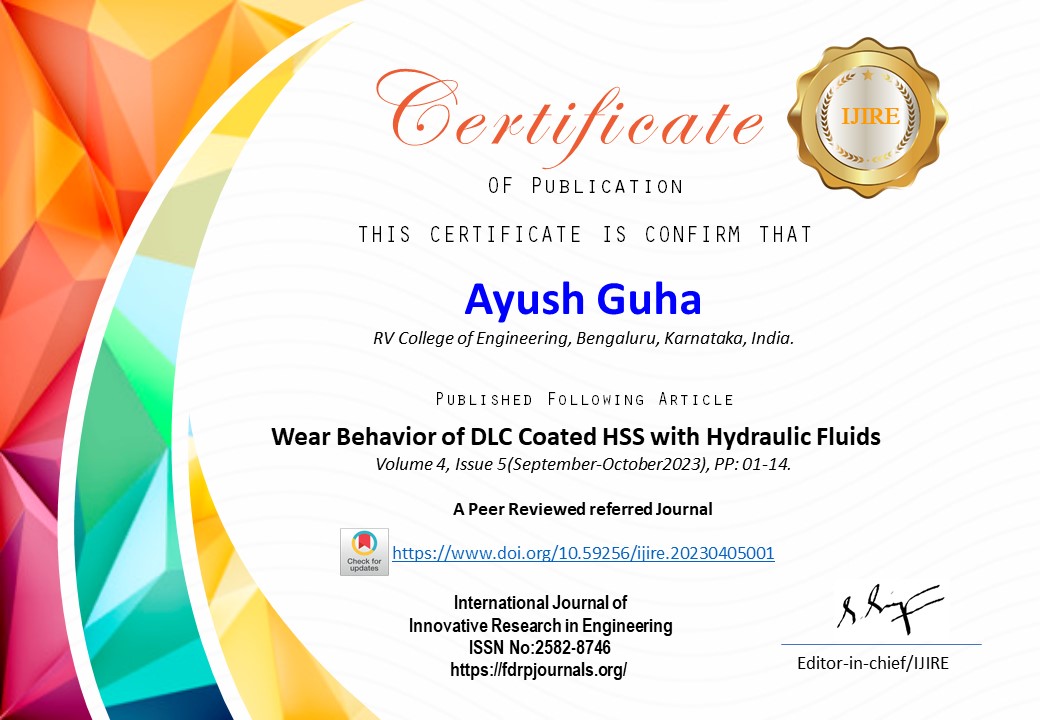 Certificate
IJIRE
OF PUBLICATION
THIS CERTIFICATE IS CONFIRM THAT
Ayush Guha
RV College of Engineering, Bengaluru, Karnataka, India.
PUBLISHED FOLLOWING ARTICLE
Wear Behavior of DLC Coated HSS with Hydraulic Fluids
Volume 4, Issue 5(September-October2023), PP: 01-14.
A Peer Reviewed referred Journal
Check for
updates
https://www.doi.org/10.59256/ijire.20230405001
International Journal of
Innovative Research in Engineering
ISSN No:2582-8746
https://fdrpjournals.org/
Editor-in-chief/IJIRE